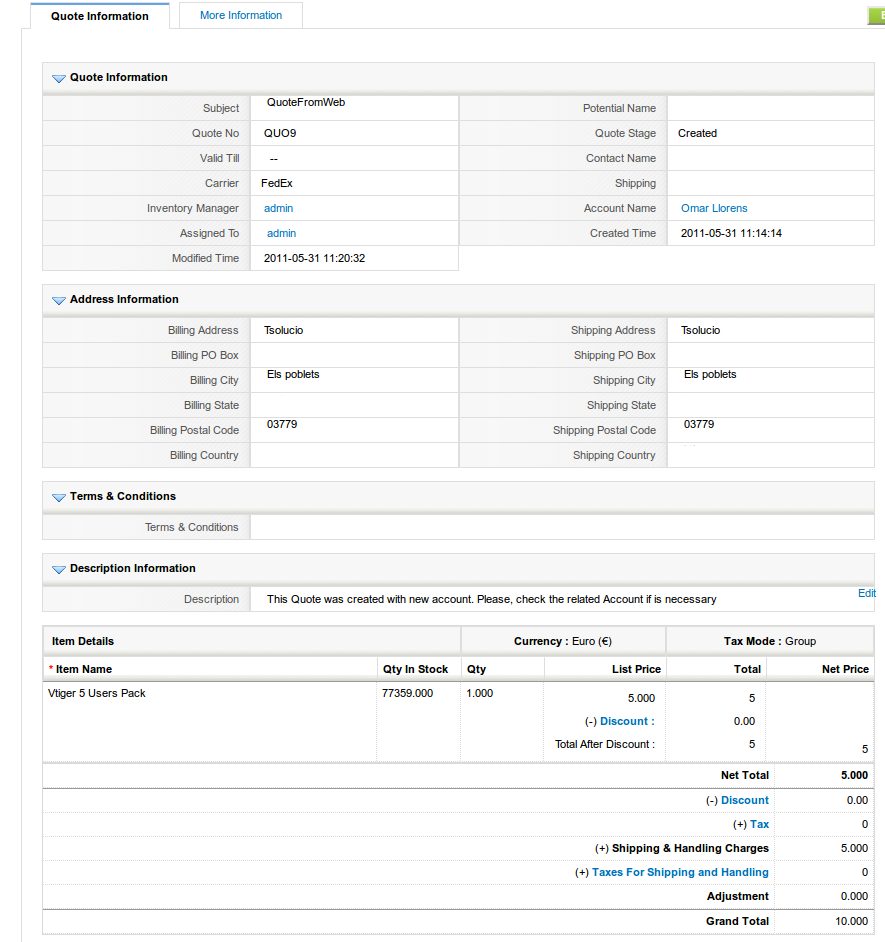 Quote Information More Information
Quote Information
Subject QuoteFromWeb Potential Name
Quote No QUO9 Quote Stage Created
Valid Till -- Contact Name
Carrier FedEx Shipping
Inventory Manager admin Account Name Omar Llorens
Assigned To admin Created Time 2011-05-31 11:14:14
Modified Time 2011-05-31 11:20:32
Address Information
Billing Address Tsolucio Shipping Address Tsolucio
Billing PO Box Shipping PO Box
Billing City Els poblets Shipping City Els poblets
Billing State Shipping State
Billing Postal Code 03779 Shipping Postal Code 03779
Billing Country Shipping Country
Terms & Conditions
Terms & Conditions
Description Information
Description This Quote was created with new account. Please, check the related Account if is necessary Edit
Item Details Currency : Euro (€) Tax Mode : Group
* Item Name Qty In Stock Qty List Price Total Net Price
Vtiger 5 Users Pack 77359.000 1.000 5.000 5
(-) Discount : 0.00
Total After Discount : 5 5
Net Total 5.000
(-) Discount 0.00
(+) Tax 0
(+) Shipping & Handling Charges 5.000
(+) Taxes For Shipping and Handling 0
Adjustment 0.000
Grand Total 10.000